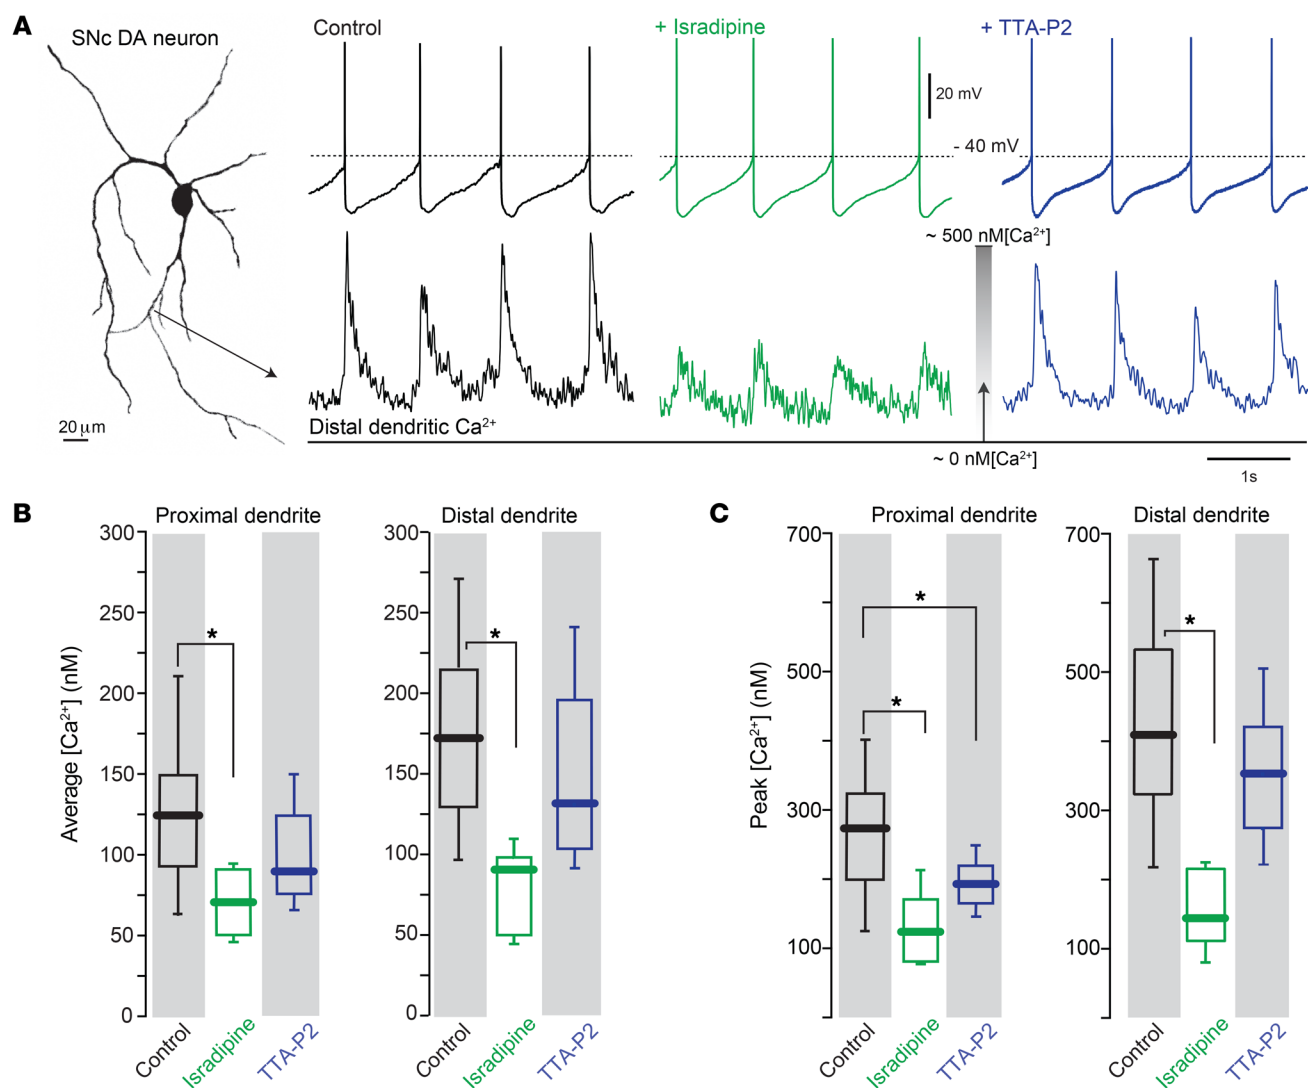 A
SNc DA neuron
Control
+ Isradipine
+ TTA-P2
20 mV
- 40 mV
~ 500 nM[Ca²⁺]
20 μm
Distal dendritic Ca²⁺
~ 0 nM[Ca²⁺]
1s
B
Proximal dendrite
Distal dendrite
Average [Ca²⁺] (nM)
300
250
200
150
100
50
0
*
Control
Isradipine
TTA-P2
300
250
200
150
100
50
0
*
Control
Isradipine
TTA-P2
C
Proximal dendrite
Distal dendrite
Peak [Ca²⁺] (nM)
700
500
300
100
*
*
Control
Isradipine
TTA-P2
700
500
300
100
*
Control
Isradipine
TTA-P2